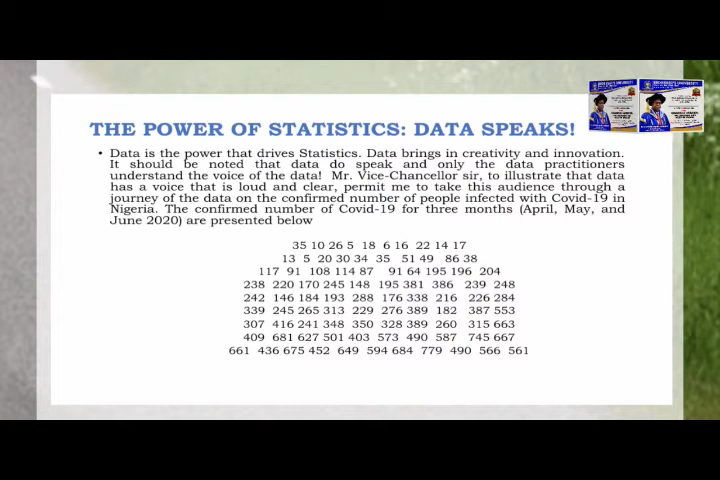 THE POWER OF STATISTICS: DATA SPEAKS!
• Data is the power that drives Statistics. Data brings in creativity and innovation.
It should be noted that data do speak and only the data practitioners
understand the voice of the data! Mr. Vice-Chancellor sir, to illustrate that data
has a voice that is loud and clear, permit me to take this audience through a
journey of the data on the confirmed number of people infected with Covid-19 in
Nigeria. The confirmed number of Covid-19 for three months (April, May, and
June 2020) are presented below
35 10 26 5 18 6 16 22 14 17
13 5 20 30 34 35 51 49 86 38
117 91 108 114 87 91 64 195 196 204
238 220 170 245 148 195 381 386 239 248
242 146 184 193 288 176 338 216 226 284
339 245 265 313 229 276 389 182 387 553
307 416 241 348 350 328 389 260 315 663
409 681 627 501 403 573 490 587 745 667
661 436 675 452 649 594 684 779 490 566 561